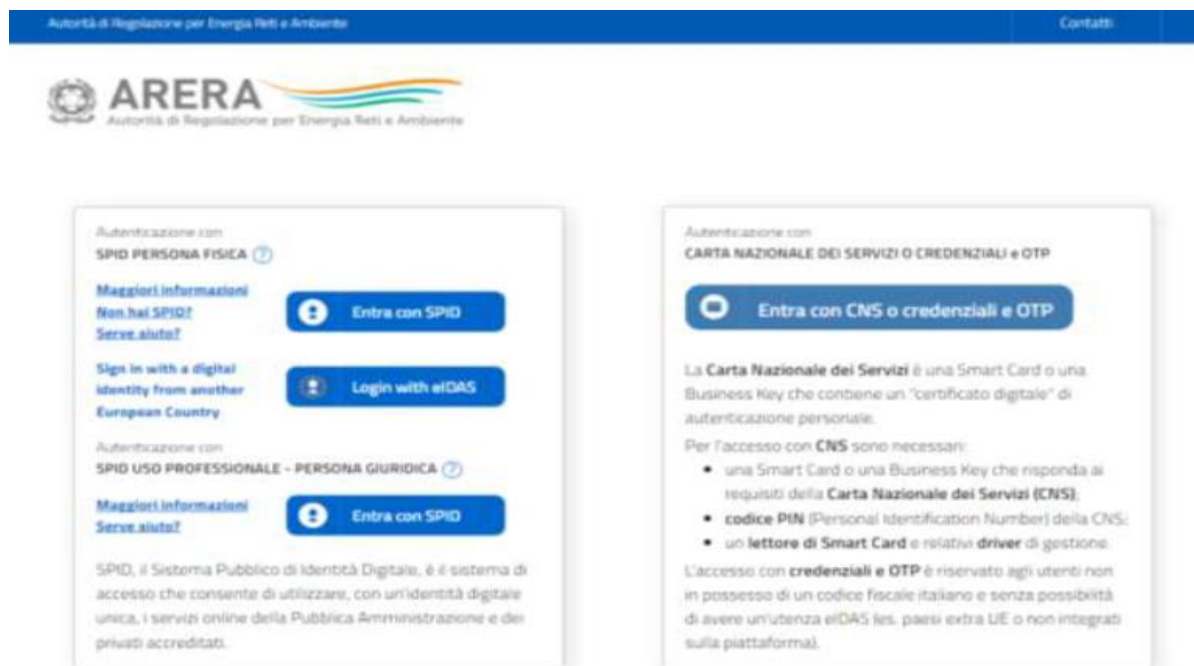 Autorità di Regolazione per Energia Reti e Ambiente
Contatti
ARERA
Autorità di Regolazione per Energia Reti e Ambiente
Autenticazione con
SPID PERSONA FISICA ?
Maggiori informazioni
Non hai SPID?
Serve aiuto?
Entra con SPID
Sign in with a digital
identity from another
European Country
Login with eIDAS
Autenticazione con
SPID USO PROFESSIONALE - PERSONA GIURIDICA ?
Maggiori informazioni
Serve aiuto?
Entra con SPID
SPID, il Sistema Pubblico di Identità Digitale, è il sistema di
accesso che consente di utilizzare, con un'identità digitale
unica, i servizi online della Pubblica Amministrazione e dei
privati accreditati.
Autenticazione con
CARTA NAZIONALE DEI SERVIZI O CREDENZIALI e OTP
Entra con CNS o credenziali e OTP
La Carta Nazionale dei Servizi è una Smart Card o una
Business Key che contiene un "certificato digitale" di
autenticazione personale.
Per l'accesso con CNS sono necessari:
• una Smart Card o una Business Key che risponda ai
requisiti della Carta Nazionale dei Servizi (CNS);
• codice PIN (Personal Identification Number) della CNS;
• un lettore di Smart Card e relativi driver di gestione.
L'accesso con credenziali e OTP è riservato agli utenti non
in possesso di un codice fiscale italiano e senza possibilità
di avere un'utenza eIDAS (es. paesi extra UE o non integrati
sulla piattaforma).